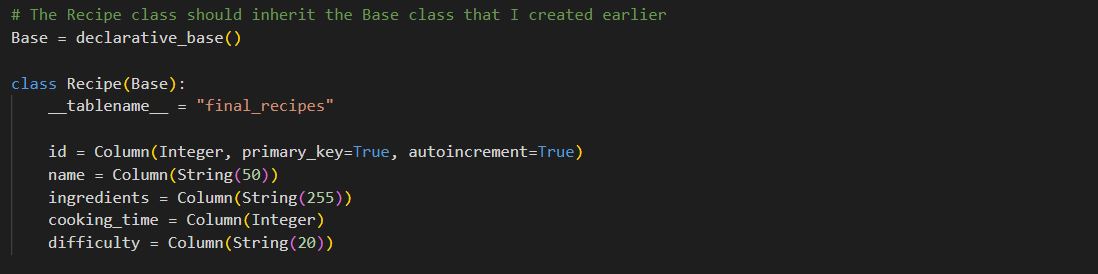 # The Recipe class should inherit the Base class that I created earlier
Base = declarative_base()
class Recipe(Base):
__tablename__ = "final_recipes"
id = Column(Integer, primary_key=True, autoincrement=True)
name = Column(String(50))
ingredients = Column(String(255))
cooking_time = Column(Integer)
difficulty = Column(String(20))